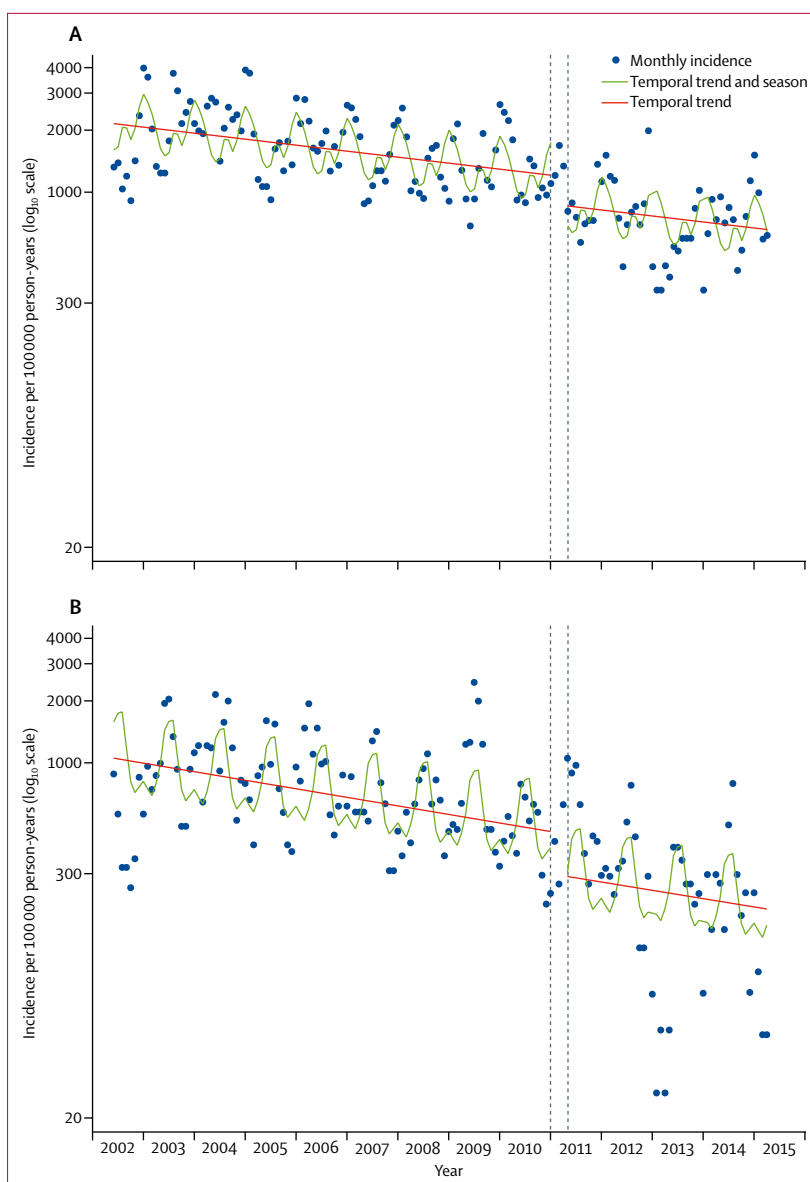 A
4000
3000
2000
1000
300
20
Incidence per 100 000 person-years (log10 scale)
Monthly incidence
Temporal trend and season
Temporal trend
B
4000
3000
2000
1000
300
20
Incidence per 100 000 person-years (log10 scale)
2002 2003 2004 2005 2006 2007 2008 2009 2010 2011 2012 2013 2014 2015
Year